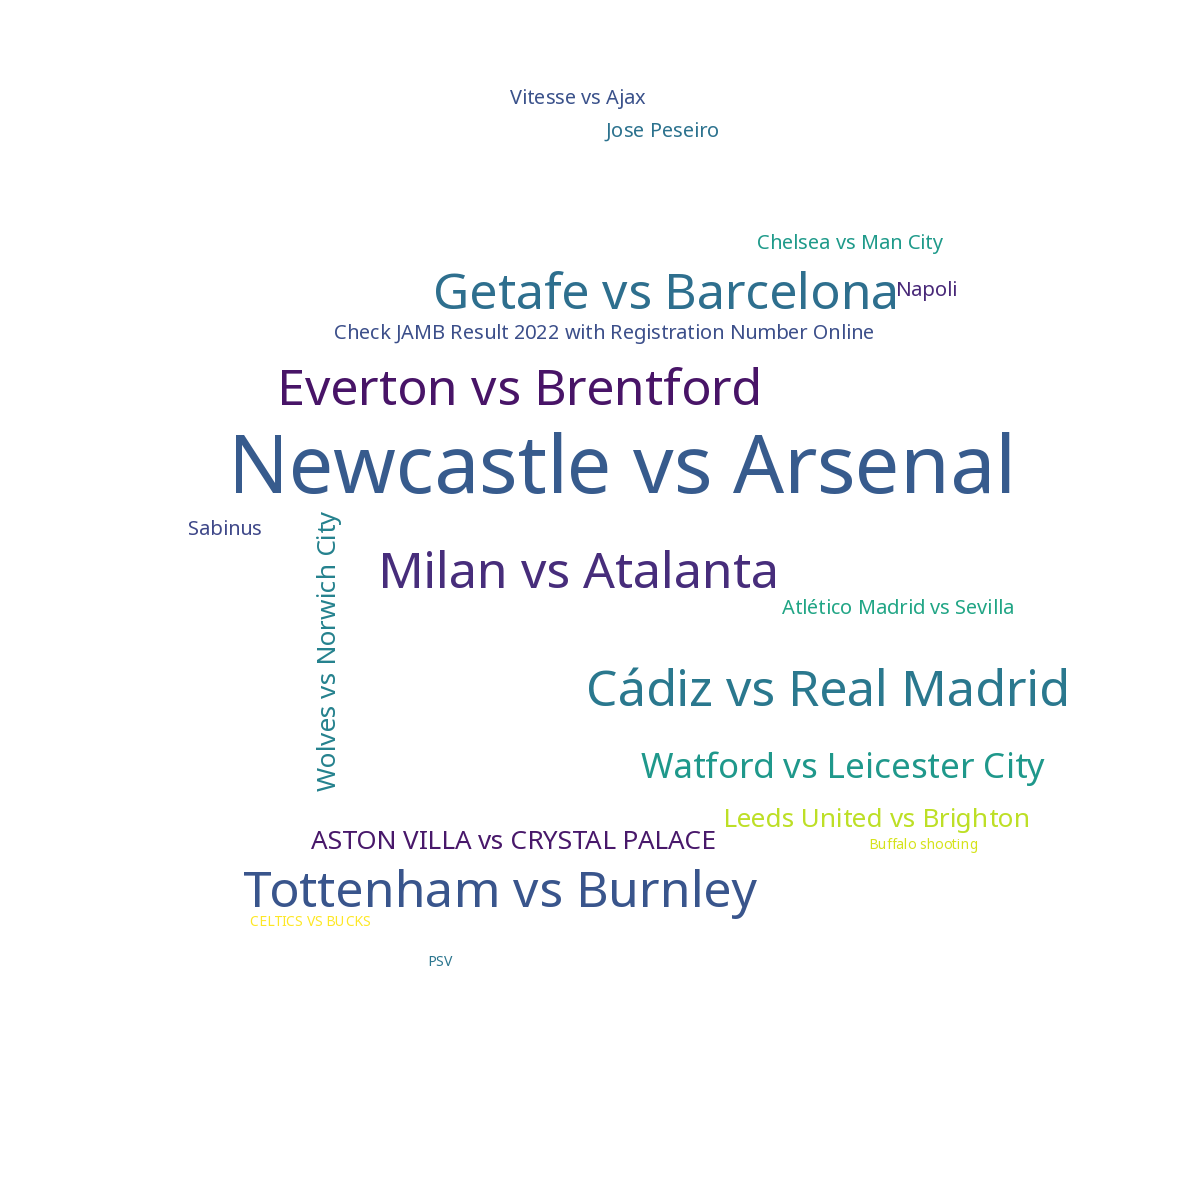 Vitesse vs Ajax
Jose Peseiro
Chelsea vs Man City
Getafe vs Barcelona
Napoli
Check JAMB Result 2022 with Registration Number Online
Everton vs Brentford
Newcastle vs Arsenal
Sabinus
Wolves vs Norwich City
Milan vs Atalanta
Atlético Madrid vs Sevilla
Cádiz vs Real Madrid
Watford vs Leicester City
Leeds United vs Brighton
ASTON VILLA vs CRYSTAL PALACE
Buffalo shooting
Tottenham vs Burnley
CELTICS VS BUCKS
PSV